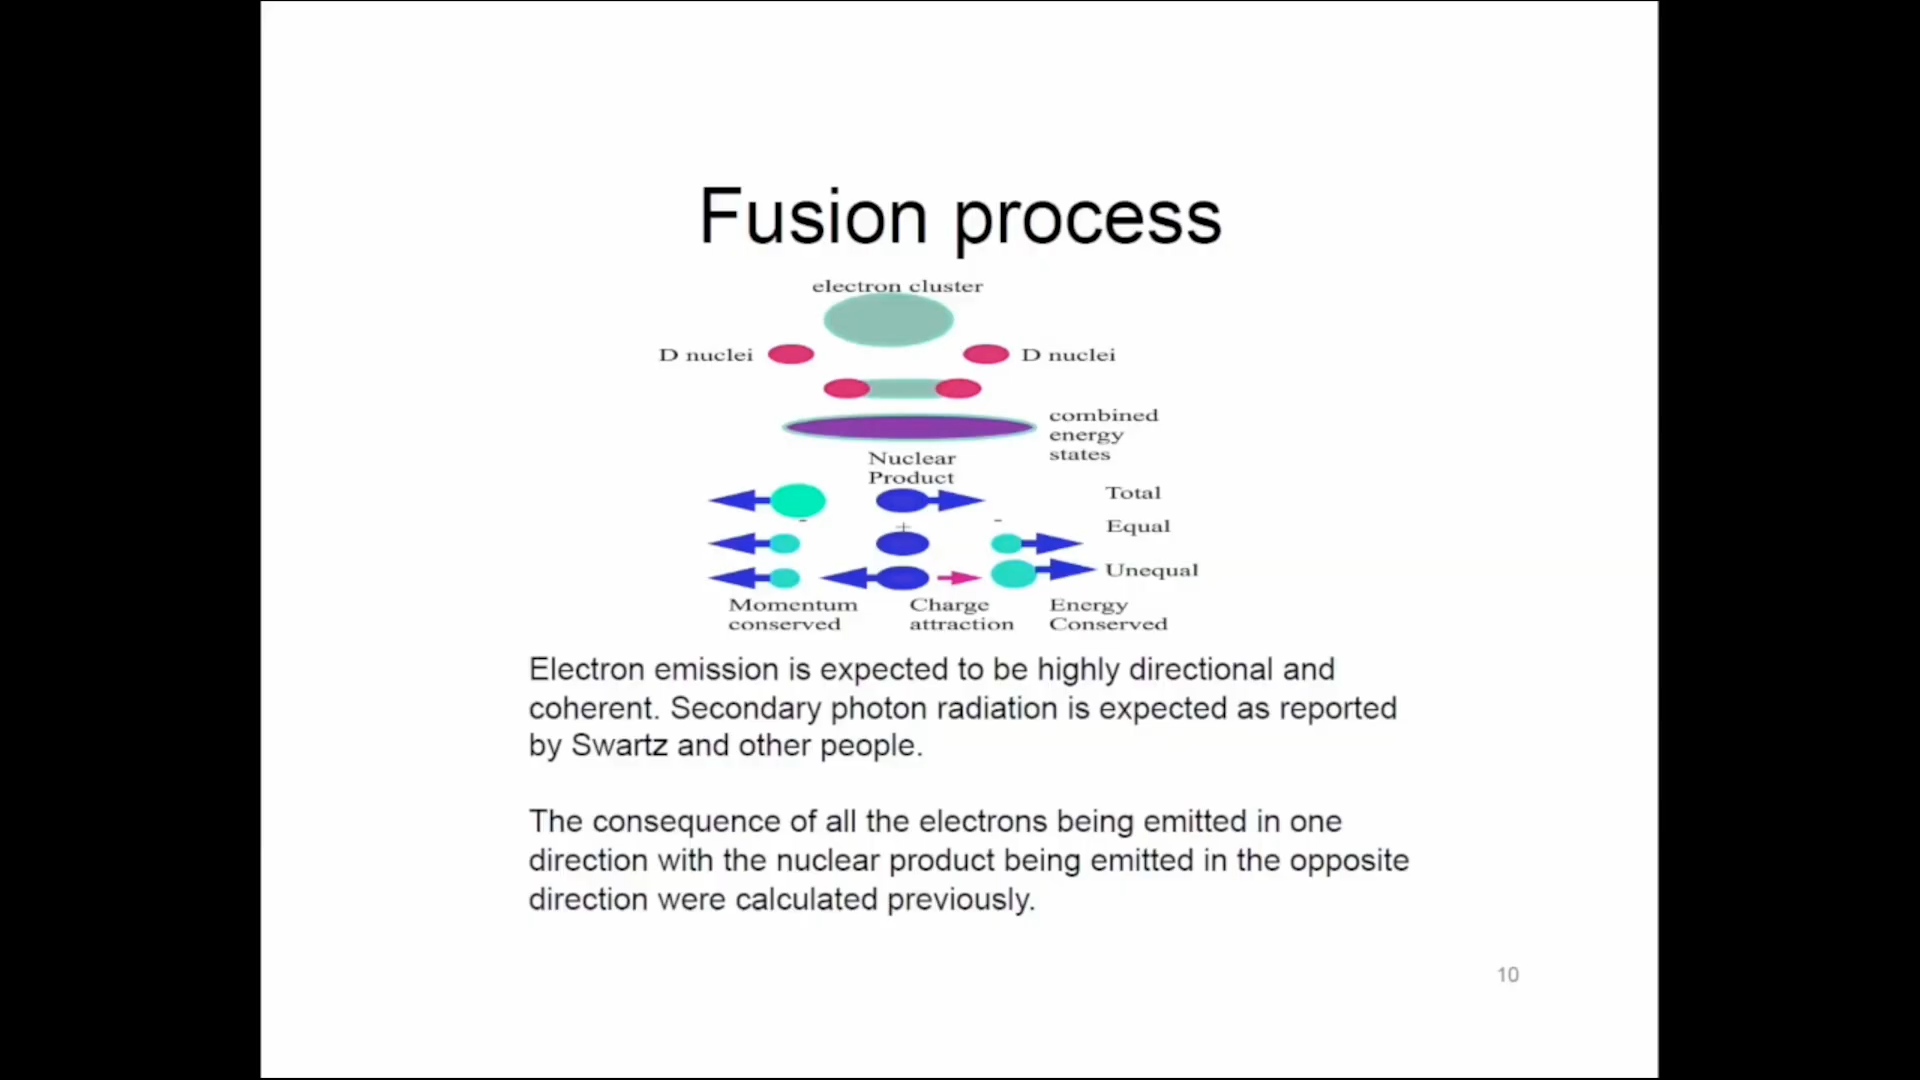 Fusion process
electron cluster
D nuclei
D nuclei
combined
energy
states
Nuclear
Product
Total
-
+
-
Equal
Unequal
Momentum
conserved
Charge
attraction
Energy
Conserved
Electron emission is expected to be highly directional and
coherent. Secondary photon radiation is expected as reported
by Swartz and other people.
The consequence of all the electrons being emitted in one
direction with the nuclear product being emitted in the opposite
direction were calculated previously.
10